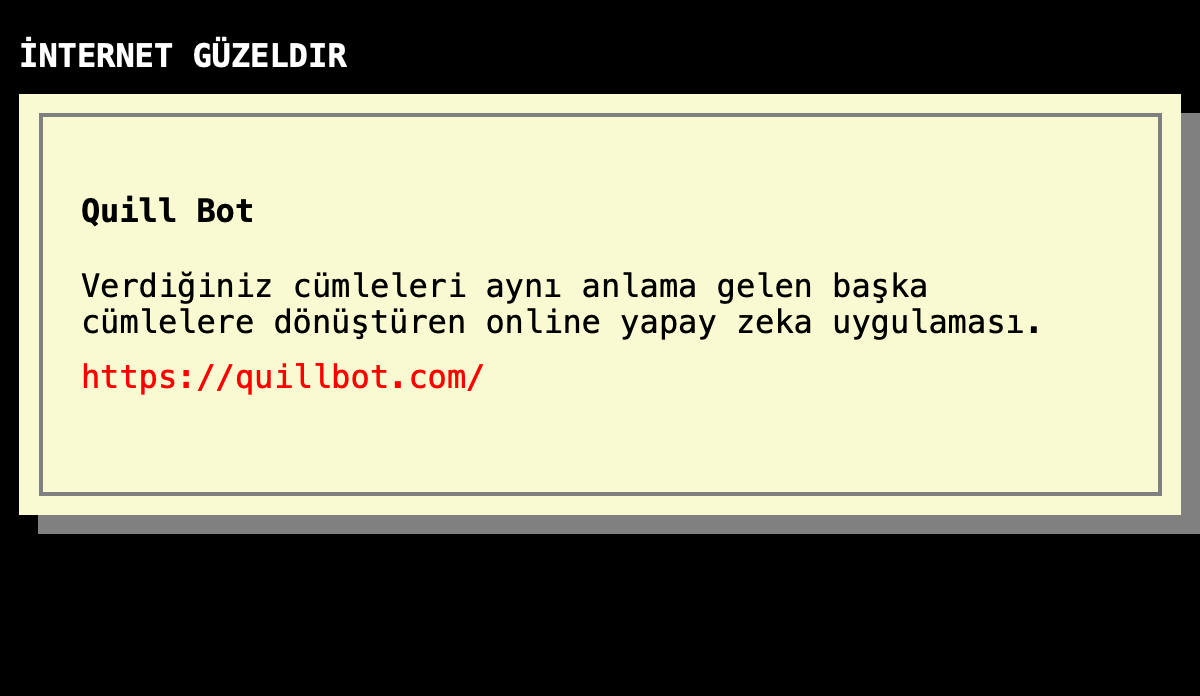 İNTERNET GÜZELDIR
Quill Bot
Verdiğiniz cümleleri aynı anlama gelen başka
cümlelere dönüştüren online yapay zeka uygulaması.
https://quillbot.com/